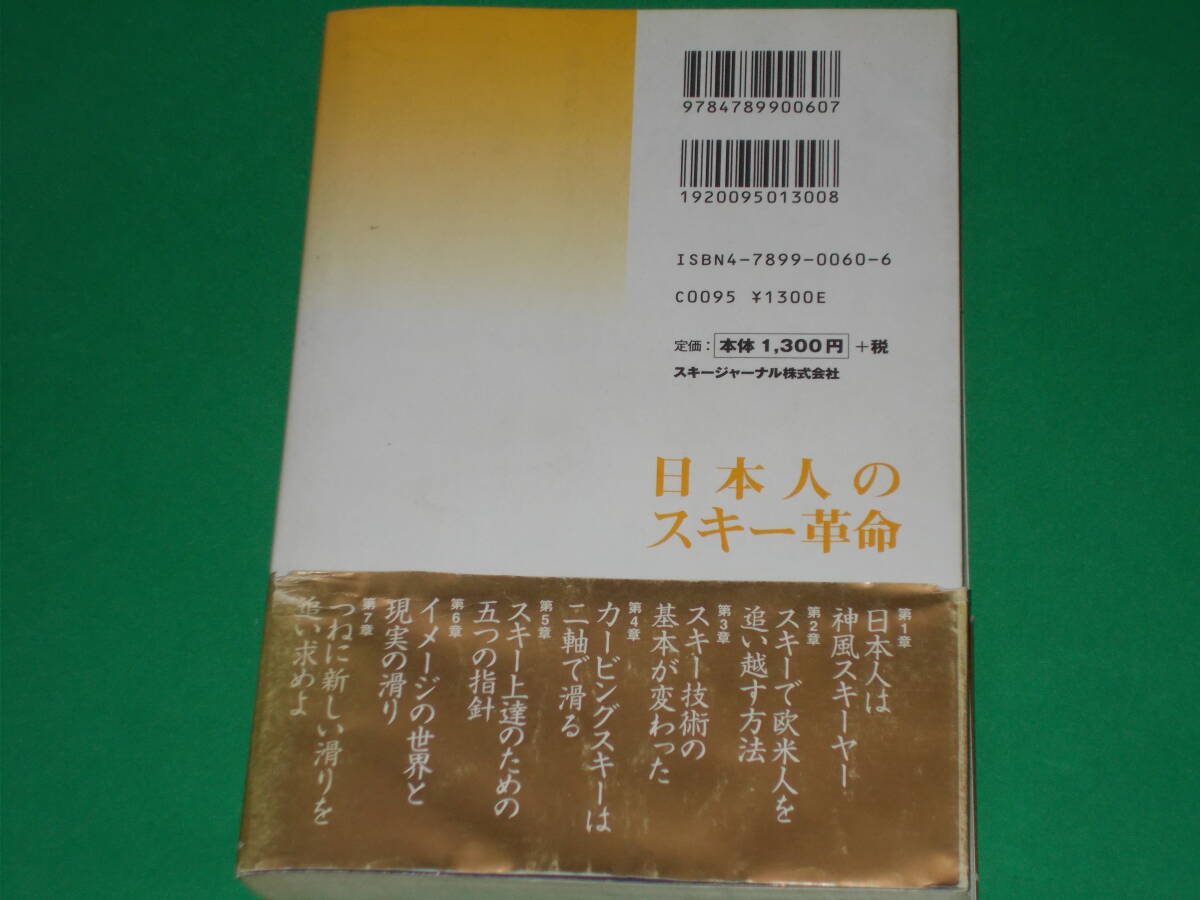 9784789900607
1920095013008
ISBN4-7899-0060-6
C0095 ¥1300E
定価：本体 1,300円＋税
スキージャーナル株式会社
日本人の
スキー革命
第1章
日本人は
神風スキーヤー
第2章
スキーで欧米人を
追い越す方法
第3章
スキー技術の
基本が変わった
第4章
カービングスキーは
二軸で滑る
第5章
スキー上達のための
五つの指針
第6章
イメージの世界と
現実の滑り
第7章
つねに新しい滑りを
追い求めよ